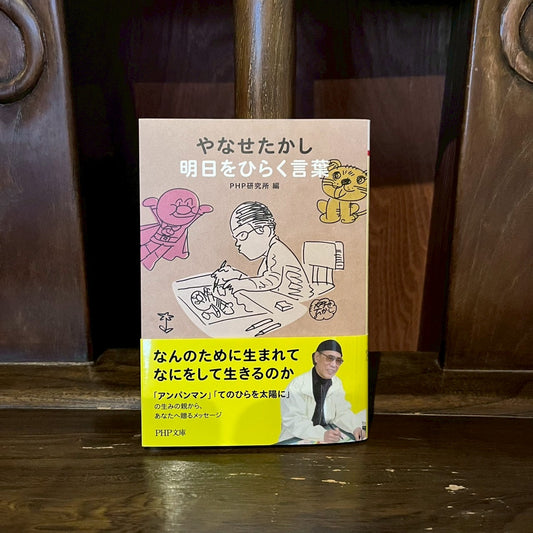 やなせたかし
明日をひらく言葉
PHP研究所 編
なんのために生まれて
なにをして生きるのか
「アンパンマン」「てのひらを太陽に」
の生みの親から、
あなたへ贈るメッセージ
PHP文庫